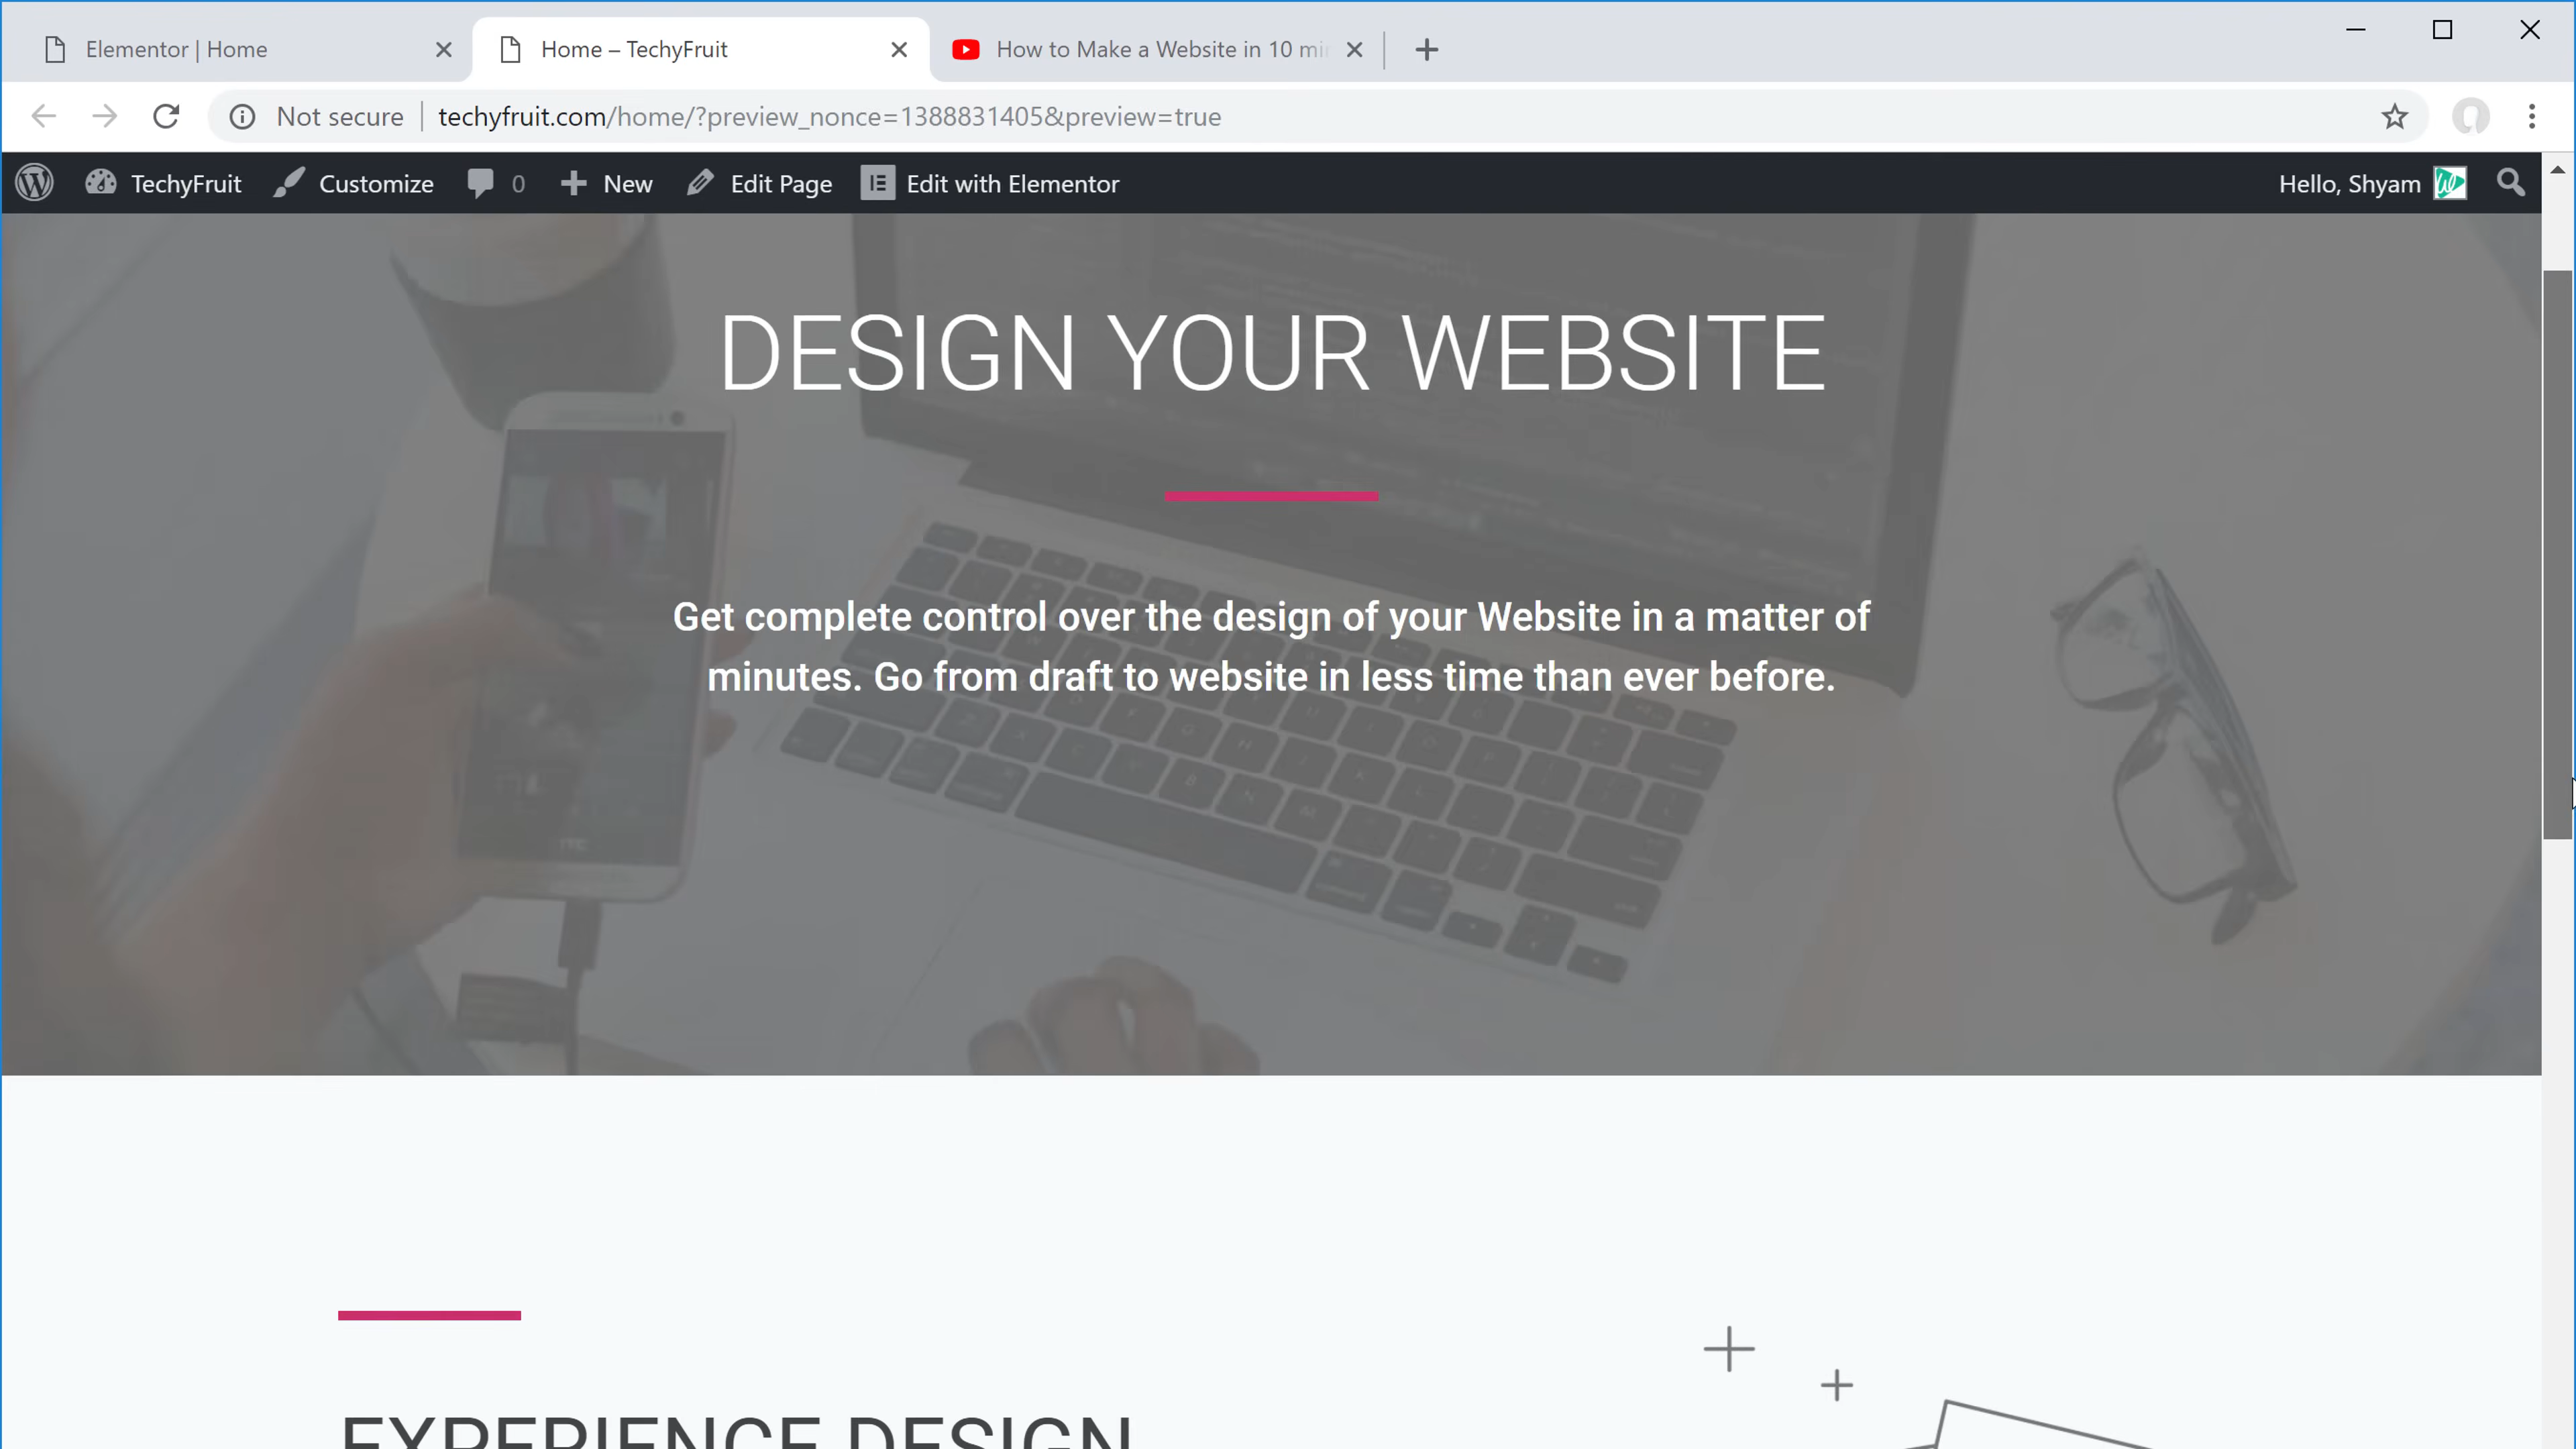 Elementor | Home
Home – TechyFruit
How to Make a Website in 10 min
Not secure
techyfruit.com/home/?preview_nonce=1388831405&preview=true
TechyFruit
Customize
0
New
Edit Page
Edit with Elementor
Hello, Shyam
DESIGN YOUR WEBSITE
Get complete control over the design of your Website in a matter of
minutes. Go from draft to website in less time than ever before.
EXPERIENCE DESIGN